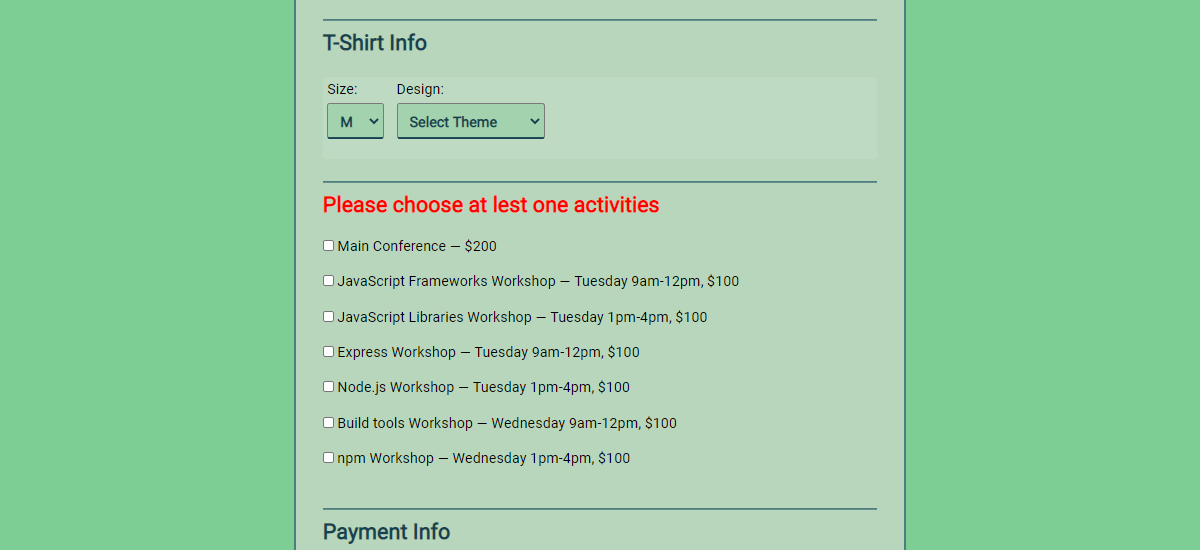 T-Shirt Info
Size: Design:
M Select Theme
Please choose at lest one activities
Main Conference — $200
JavaScript Frameworks Workshop — Tuesday 9am-12pm, $100
JavaScript Libraries Workshop — Tuesday 1pm-4pm, $100
Express Workshop — Tuesday 9am-12pm, $100
Node.js Workshop — Tuesday 1pm-4pm, $100
Build tools Workshop — Wednesday 9am-12pm, $100
npm Workshop — Wednesday 1pm-4pm, $100
Payment Info